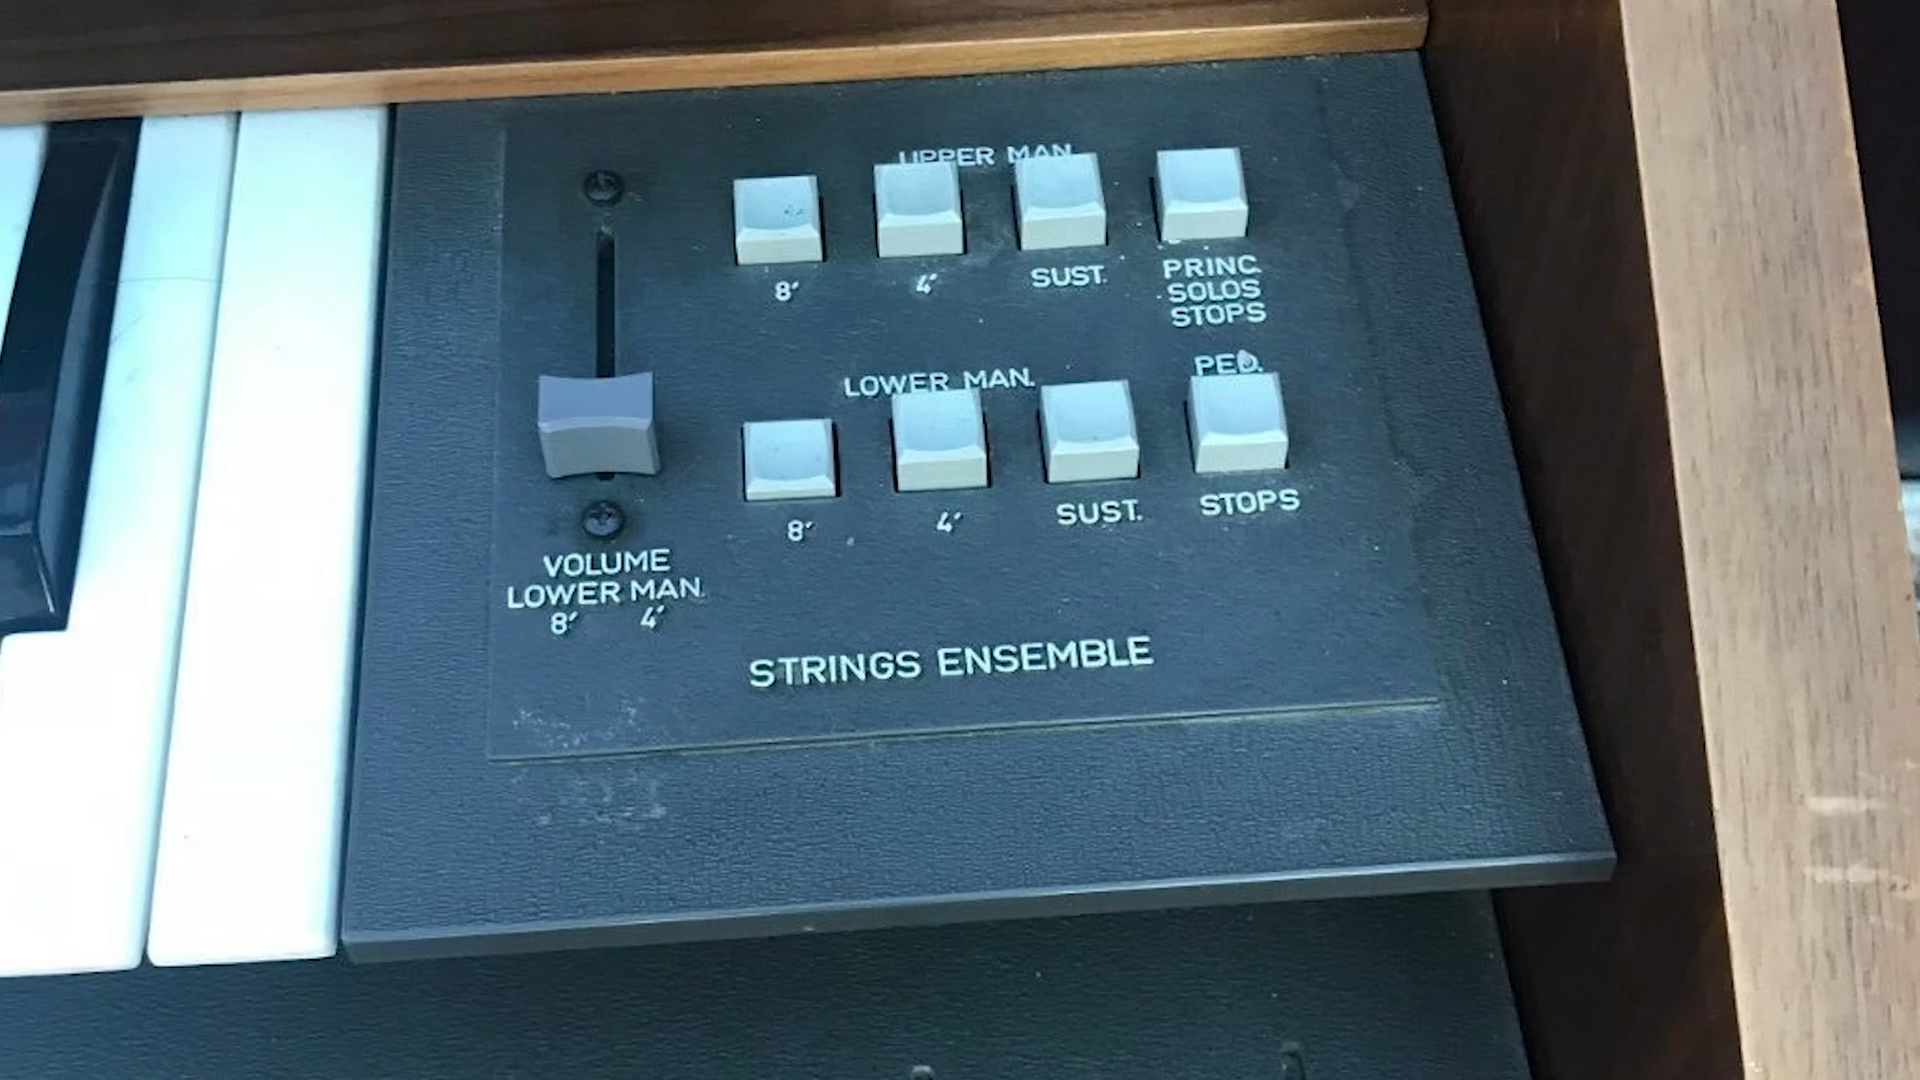 UPPER MAN.
8′ 4′ SUST. PRINC.
SOLOS
STOPS
LOWER MAN. PED.
8′ 4′ SUST. STOPS
VOLUME
LOWER MAN.
8′ 4′
STRINGS ENSEMBLE